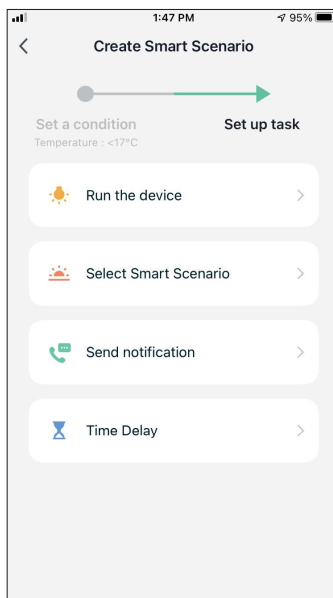 1:47 PM
95%
Create Smart Scenario
Set a condition
Set up task
Temperature : <17°C
Run the device
Select Smart Scenario
Send notification
Time Delay